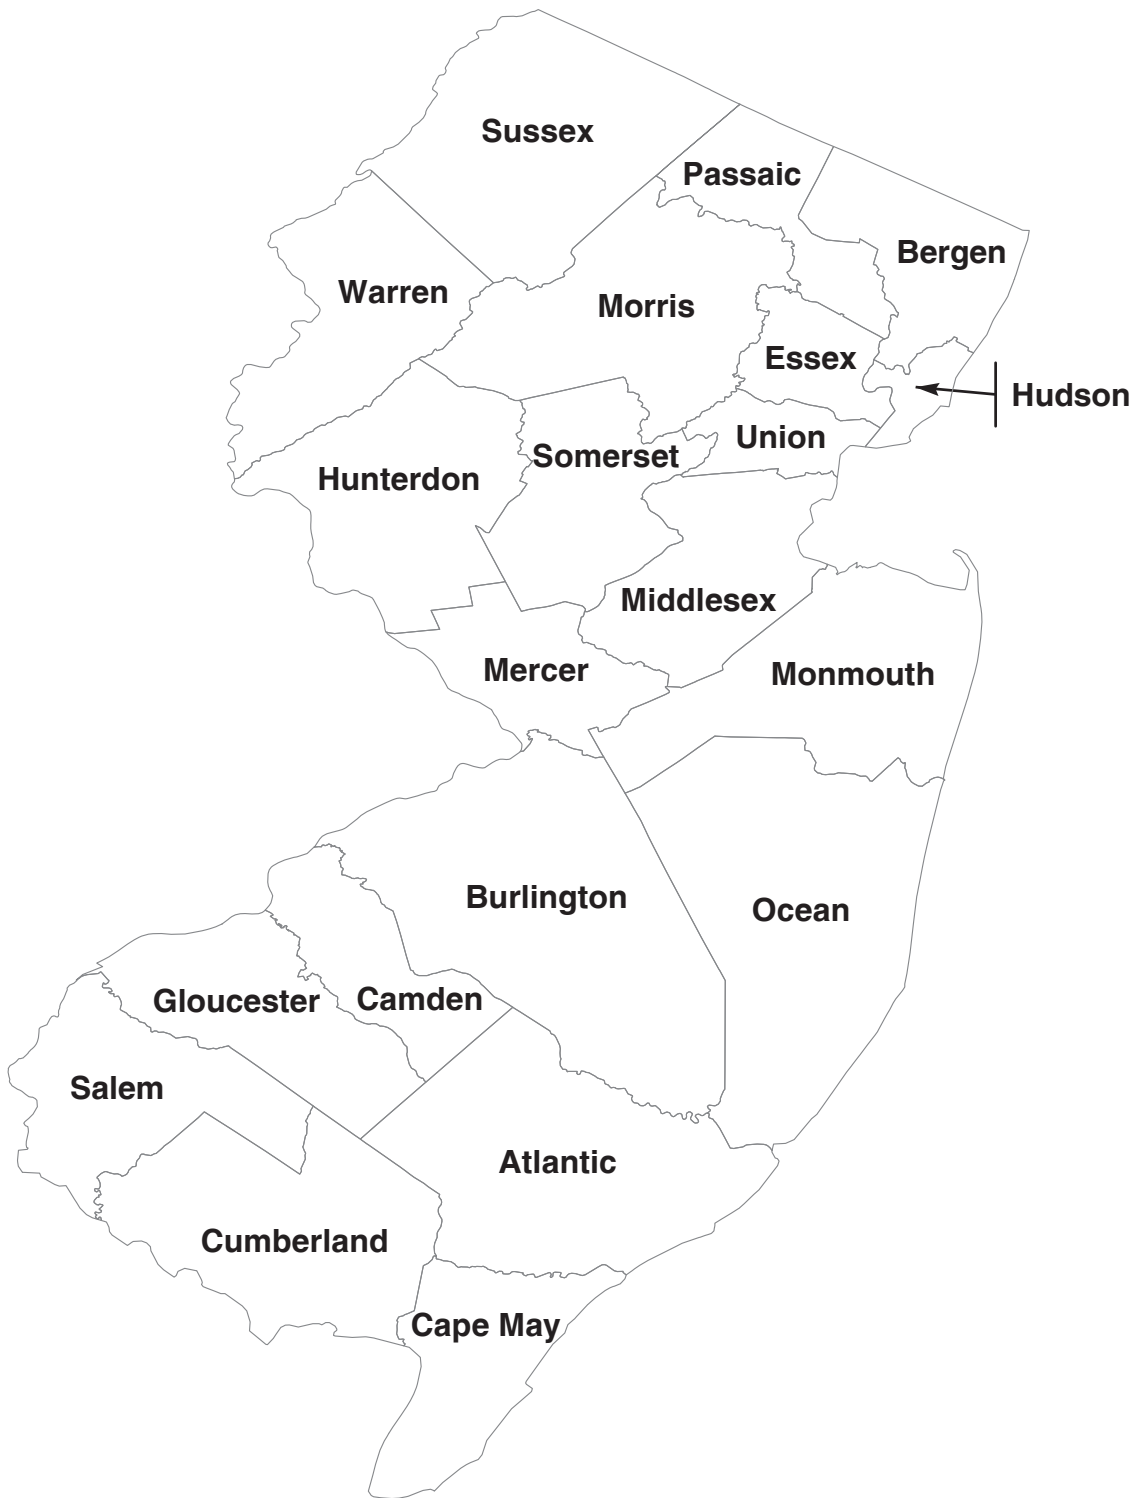 Sussex
Passaic
Bergen
Warren
Morris
Essex
Hudson
Union
Somerset
Hunterdon
Middlesex
Mercer
Monmouth
Burlington
Ocean
Gloucester
Camden
Salem
Atlantic
Cumberland
Cape May